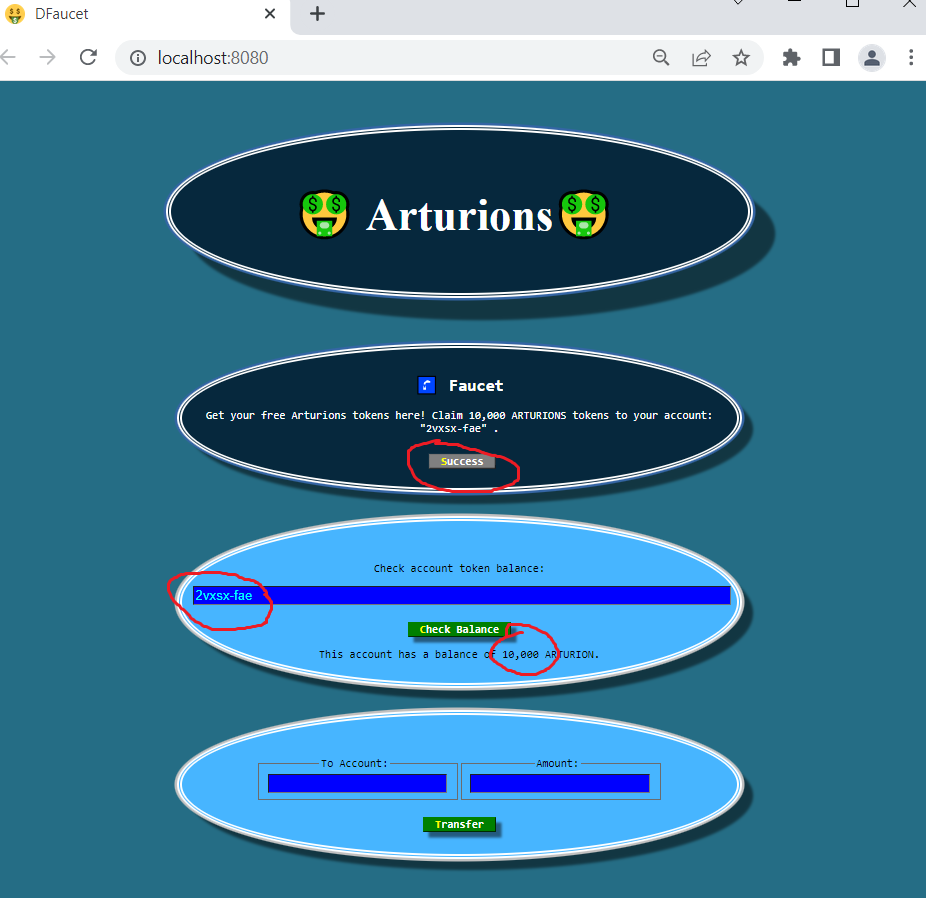 DFaucet
localhost:8080
Arturions
Faucet
Get your free Arturions tokens here! Claim 10,000 ARTURIONS tokens to your account:
"2vxsx-fae" .
Success
Check account token balance:
2vxsx-fae
Check Balance
This account has a balance of 10,000 ARTURION.
To Account: Amount:
Transfer